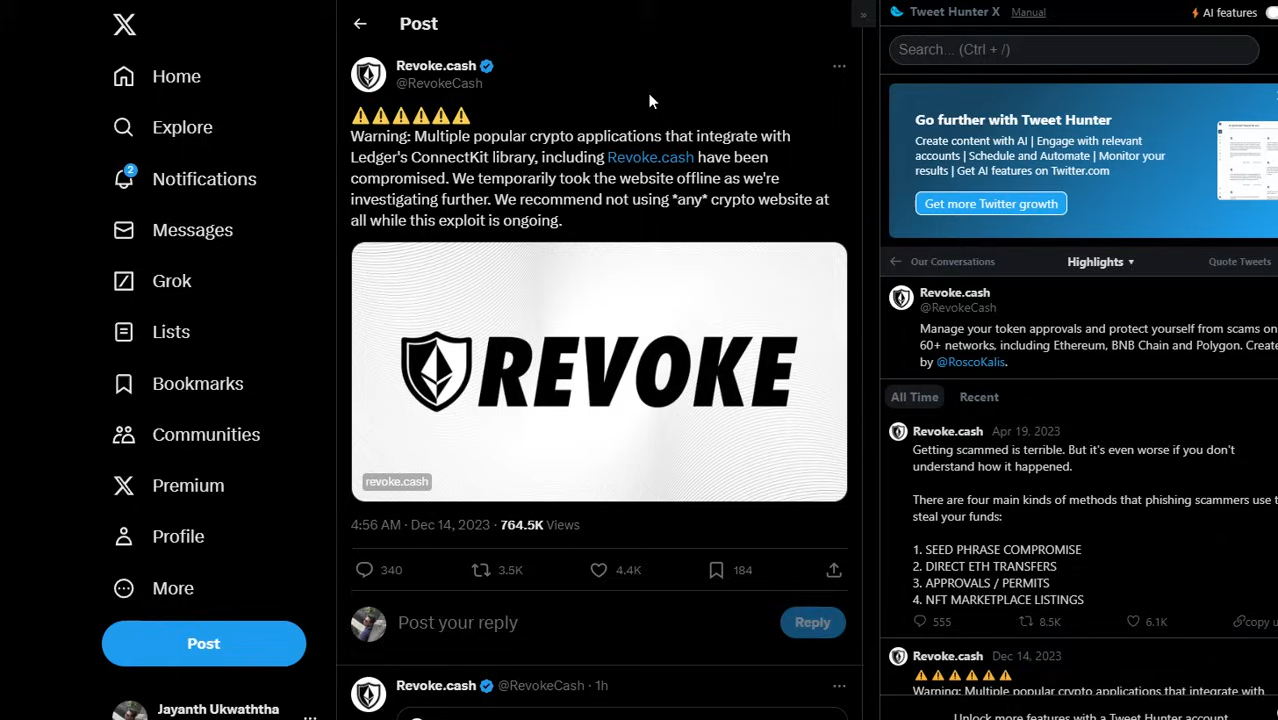 Home
Explore
2
Notifications
Messages
Grok
Lists
Bookmarks
Communities
Premium
Profile
More
Post
Jayanth Ukwaththa
Post
Revoke.cash
@RevokeCash
Warning: Multiple popular crypto applications that integrate with
Ledger's ConnectKit library, including Revoke.cash have been
compromised. We temporarily took the website offline as we're
investigating further. We recommend not using *any* crypto website at
all while this exploit is ongoing.
REVOKE
revoke.cash
4:56 AM · Dec 14, 2023 · 764.5K Views
340 3.5K 4.4K 184
Post your reply
Reply
Revoke.cash @RevokeCash · 1h
»
Tweet Hunter X Manual AI features
Search... (Ctrl + /)
Go further with Tweet Hunter
Create content with AI | Engage with relevant
accounts | Schedule and Automate | Monitor your
results | Get AI features on Twitter.com
Get more Twitter growth
Our Conversations Highlights Quote Tweets
Revoke.cash
@RevokeCash
Manage your token approvals and protect yourself from scams on
60+ networks, including Ethereum, BNB Chain and Polygon. Create
by @RoscoKalis.
All Time Recent
Revoke.cash Apr 19, 2023
Getting scammed is terrible. But it's even worse if you don't
understand how it happened.
There are four main kinds of methods that phishing scammers use t
steal your funds:
1. SEED PHRASE COMPROMISE
2. DIRECT ETH TRANSFERS
3. APPROVALS / PERMITS
4. NFT MARKETPLACE LISTINGS
555 8.5K 6.1K copy u
Revoke.cash Dec 14, 2023
Warning: Multiple popular crypto applications that integrate with
Unlock more features with a Tweet Hunter account